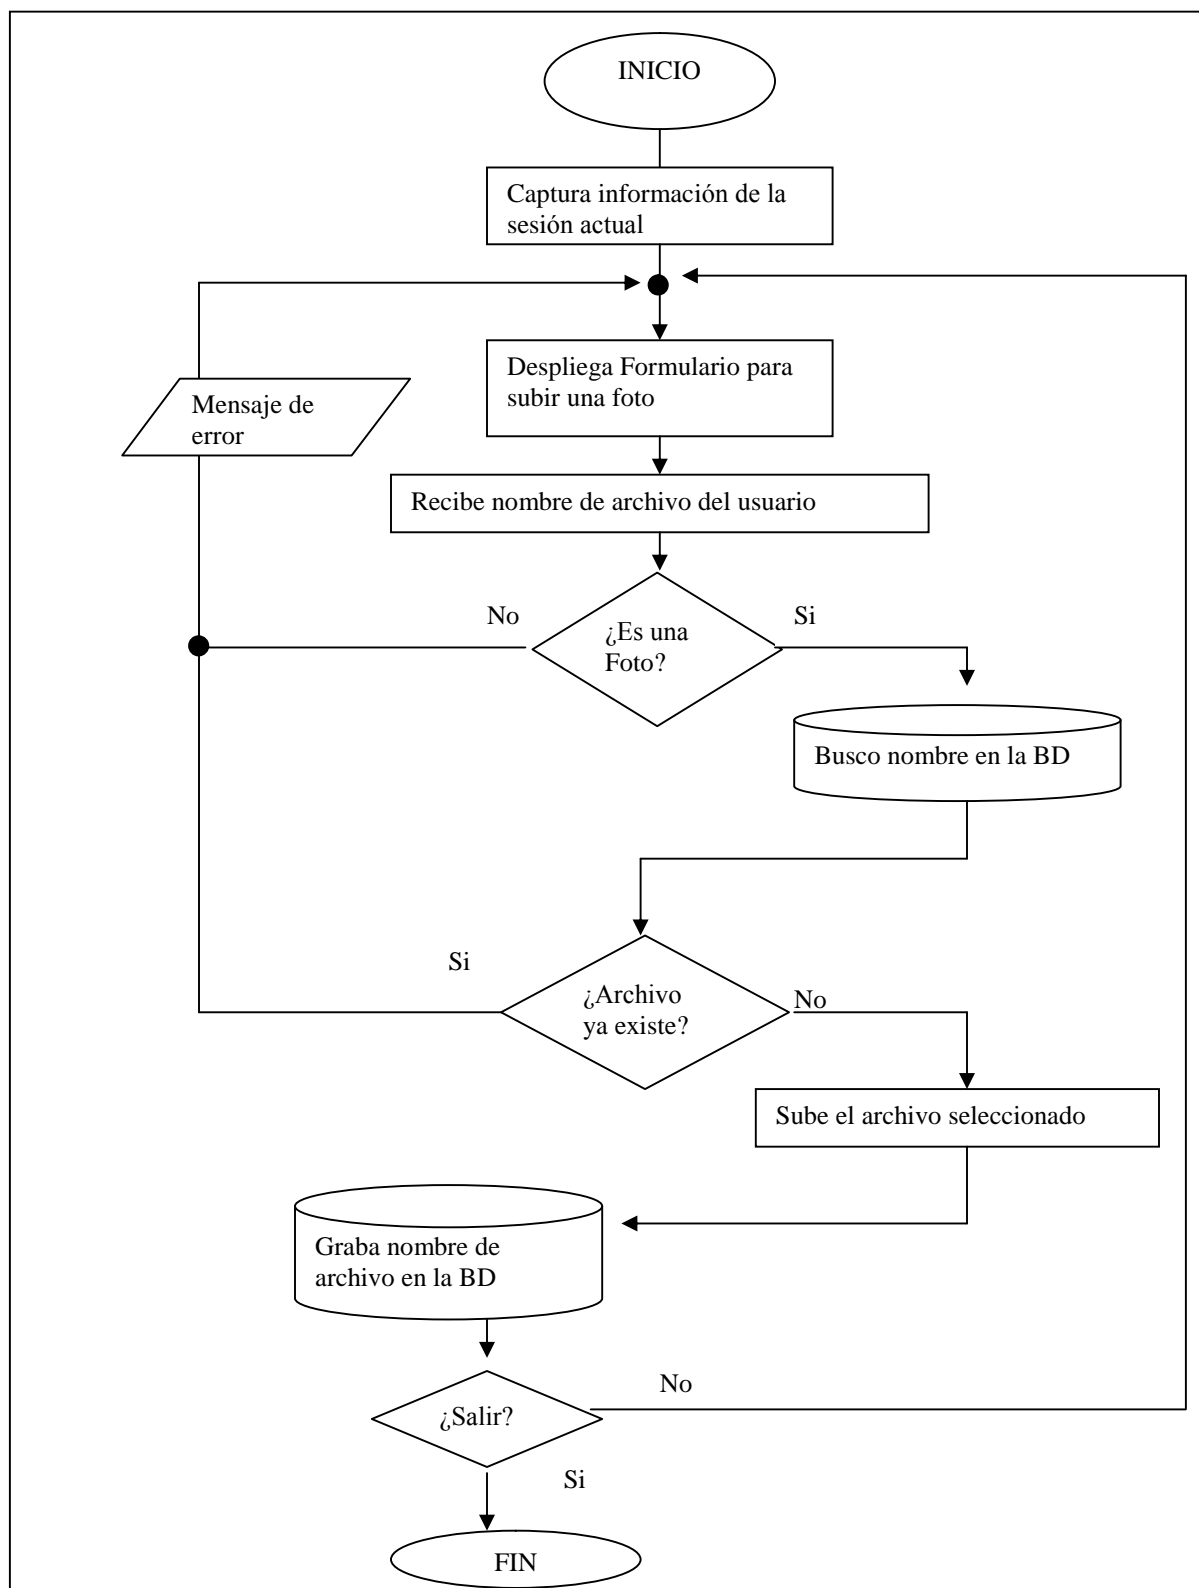 INICIO
Captura información de la
sesión actual
Despliega Formulario para
subir una foto
Mensaje de
error
Recibe nombre de archivo del usuario
No
Si
¿Es una
Foto?
Busco nombre en la BD
Si
¿Archivo
ya existe?
No
Sube el archivo seleccionado
Graba nombre de
archivo en la BD
No
¿Salir?
Si
FIN